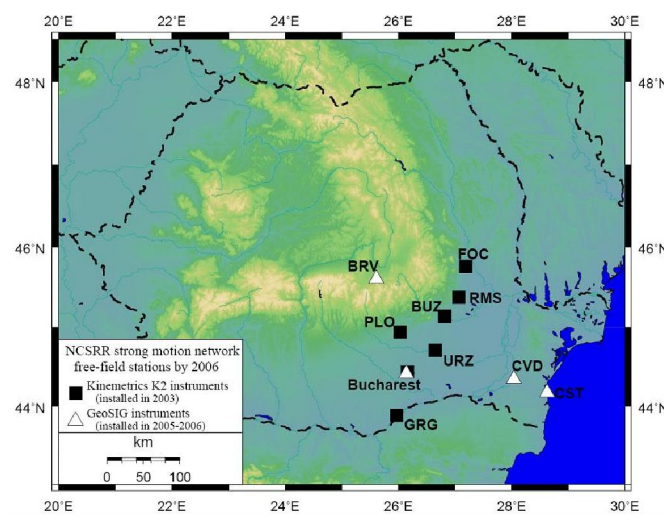 20°E 22°E 24°E 26°E 28°E 30°E
48°N 48°N
46°N 46°N
44°N 44°N
FOC
BRV
RMS
BUZ
PLO
URZ
Bucharest
CVD
CST
GRG
NCSRR strong motion network
free-field stations by 2006
Kinemetrics K2 instruments
(installed in 2003)
GeoSIG instruments
(installed in 2005-2006)
km
0 50 100
20°E 22°E 24°E 26°E 28°E 30°E